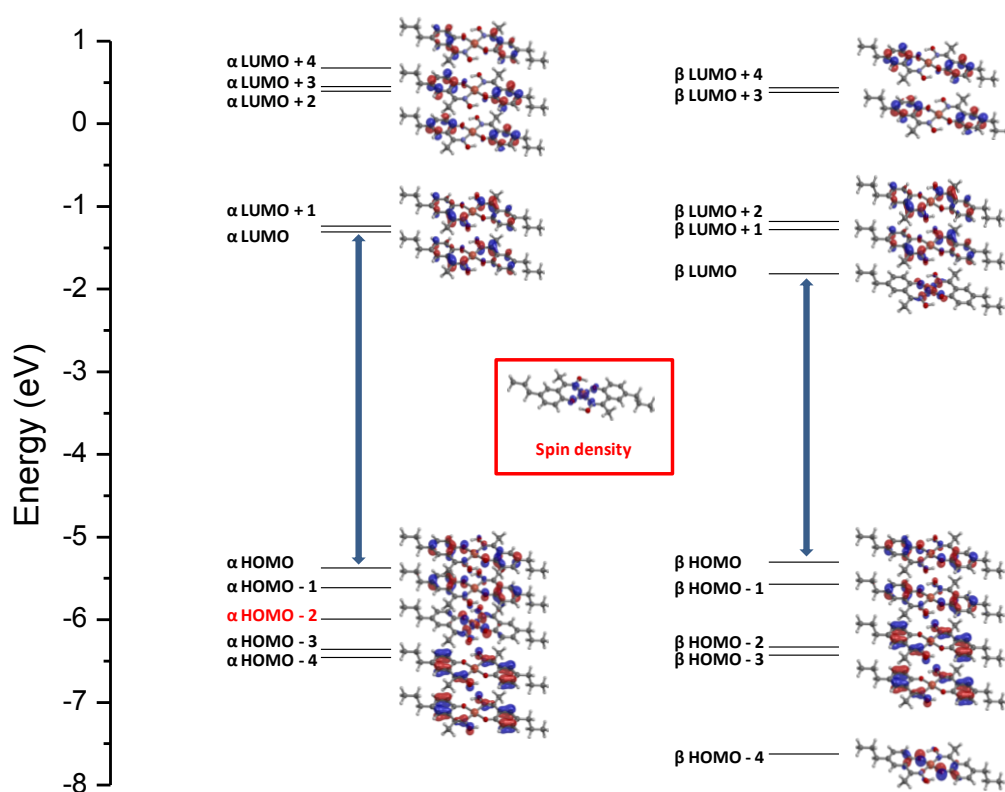 Energy (eV)
1
0
-1
-2
-3
-4
-5
-6
-7
-8
α LUMO + 4
α LUMO + 3
α LUMO + 2
α LUMO + 1
α LUMO
α HOMO
α HOMO - 1
α HOMO - 2
α HOMO - 3
α HOMO - 4
Spin density
β LUMO + 4
β LUMO + 3
β LUMO + 2
β LUMO + 1
β LUMO
β HOMO
β HOMO - 1
β HOMO - 2
β HOMO - 3
β HOMO - 4